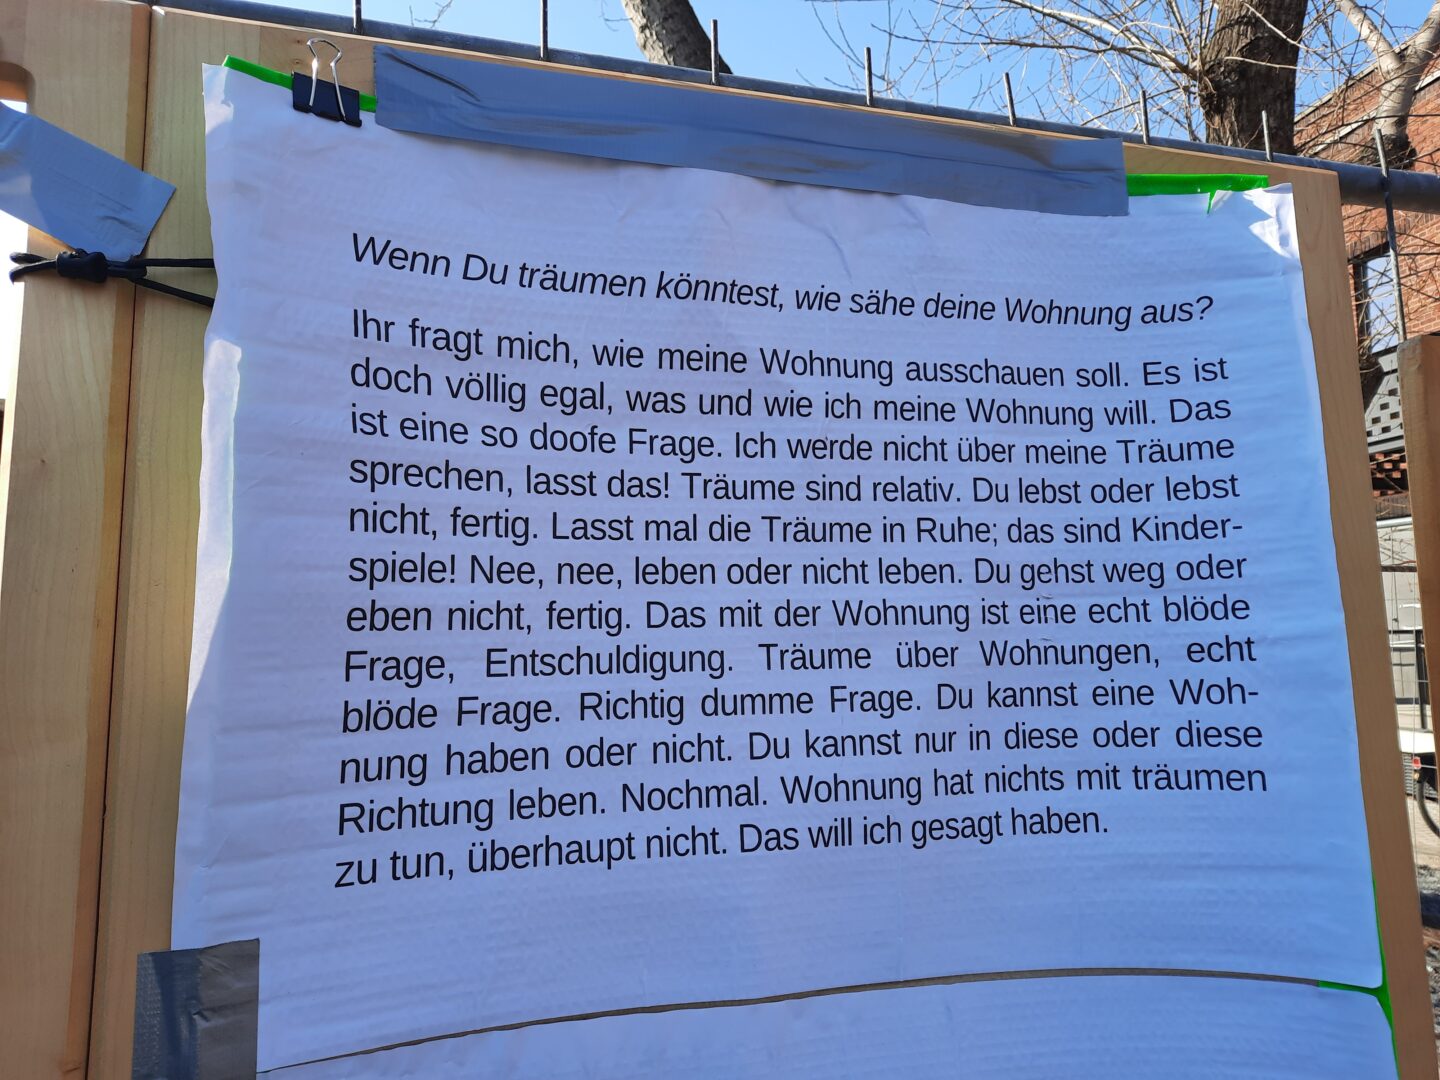 Wenn Du träumen könntest, wie sähe deine Wohnung aus?
Ihr fragt mich, wie meine Wohnung ausschauen soll. Es ist
doch völlig egal, was und wie ich meine Wohnung will. Das
ist eine so doofe Frage. Ich werde nicht über meine Träume
sprechen, lasst das! Träume sind relativ. Du lebst oder lebst
nicht, fertig. Lasst mal die Träume in Ruhe; das sind Kinder-
spiele! Nee, nee, leben oder nicht leben. Du gehst weg oder
eben nicht, fertig. Das mit der Wohnung ist eine echt blöde
Frage, Entschuldigung. Träume über Wohnungen, echt
blöde Frage. Richtig dumme Frage. Du kannst eine Woh-
nung haben oder nicht. Du kannst nur in diese oder diese
Richtung leben. Nochmal. Wohnung hat nichts mit träumen
zu tun, überhaupt nicht. Das will ich gesagt haben.